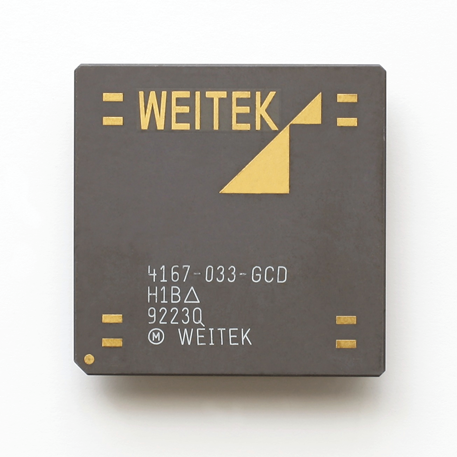 WEITEK
4167-033-GCD
H1B△
9223Q
Ⓜ WEITEK